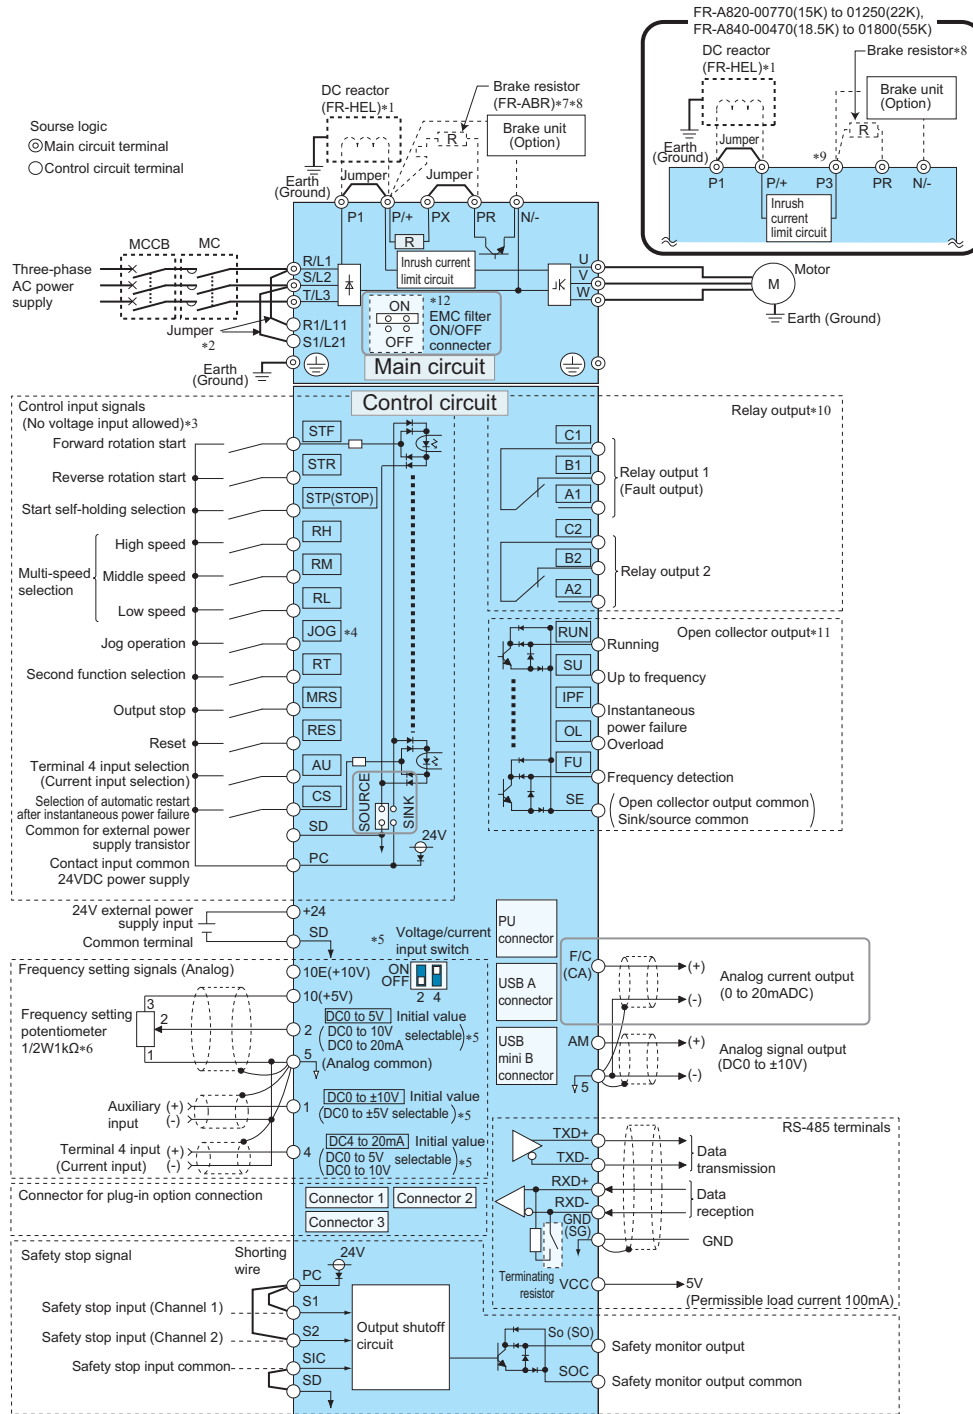 FR-A820-00770(15K) to 01250(22K),
FR-A840-00470(18.5K) to 01800(55K)
DC reactor
(FR-HEL)*1
Brake resistor*8
Brake unit
(Option)
R
Earth
(Ground)
Jumper
*9
P1
P/+
P3
PR
N/-
Inrush
current
limit circuit
Sourse logic
Main circuit terminal
Control circuit terminal
DC reactor
(FR-HEL)*1
Brake resistor
(FR-ABR)*7*8
Brake unit
(Option)
R
Earth
(Ground)
Jumper
Jumper
P1
P/+
PX
PR
N/-
R
Inrush current
limit circuit
MCCB
MC
Three-phase
AC power
supply
R/L1
S/L2
T/L3
R1/L11
S1/L21
Jumper
*2
Earth
(Ground)
ON
OFF
*12
EMC filter
ON/OFF
connecter
U
V
W
Motor
M
Earth (Ground)
Main circuit
Control circuit
Control input signals
(No voltage input allowed)*3
Forward rotation start
Reverse rotation start
Start self-holding selection
Multi-speed
selection
High speed
Middle speed
Low speed
Jog operation
Second function selection
Output stop
Reset
Terminal 4 input selection
(Current input selection)
Selection of automatic restart
after instantaneous power failure
Common for external power
supply transistor
Contact input common
24VDC power supply
STF
STR
STP(STOP)
RH
RM
RL
JOG *4
RT
MRS
RES
AU
CS
SD
PC
SOURCE
SINK
24V
Relay output*10
C1
B1
A1
Relay output 1
(Fault output)
C2
B2
A2
Relay output 2
Open collector output*11
RUN
Running
SU
Up to frequency
IPF
Instantaneous
power failure
OL
Overload
FU
Frequency detection
SE
Open collector output common
Sink/source common
24V external power
supply input
Common terminal
+24
SD
*5
Voltage/current
input switch
ON
OFF
2 4
PU
connector
USB A
connector
USB
mini B
connector
F/C
(CA)
(+)
(-)
Analog current output
(0 to 20mADC)
AM
5
(+)
(-)
Analog signal output
(DC0 to ±10V)
Frequency setting signals (Analog)
Frequency setting
potentiometer
1/2W1kΩ*6
3
2
1
10E(+10V)
10(+5V)
2
DC0 to 5V Initial value
DC0 to 10V
DC0 to 20mA
selectable *5
5
(Analog common)
Auxiliary
input
(+)
(-)
1
DC0 to ±10V Initial value
(DC0 to ±5V selectable)*5
Terminal 4 input
(Current input)
(+)
(-)
4
DC4 to 20mA Initial value
DC0 to 5V
DC0 to 10V
selectable *5
Connector for plug-in option connection
Connector 1
Connector 2
Connector 3
RS-485 terminals
TXD+
TXD-
Data
transmission
RXD+
RXD-
Data
reception
GND
(SG)
GND
Terminating
resistor
VCC
5V
(Permissible load current 100mA)
Safety stop signal
Shorting
wire
24V
Safety stop input (Channel 1)
Safety stop input (Channel 2)
Safety stop input common
PC
S1
S2
SIC
SD
Output shutoff
circuit
So (SO)
Safety monitor output
SOC
Safety monitor output common